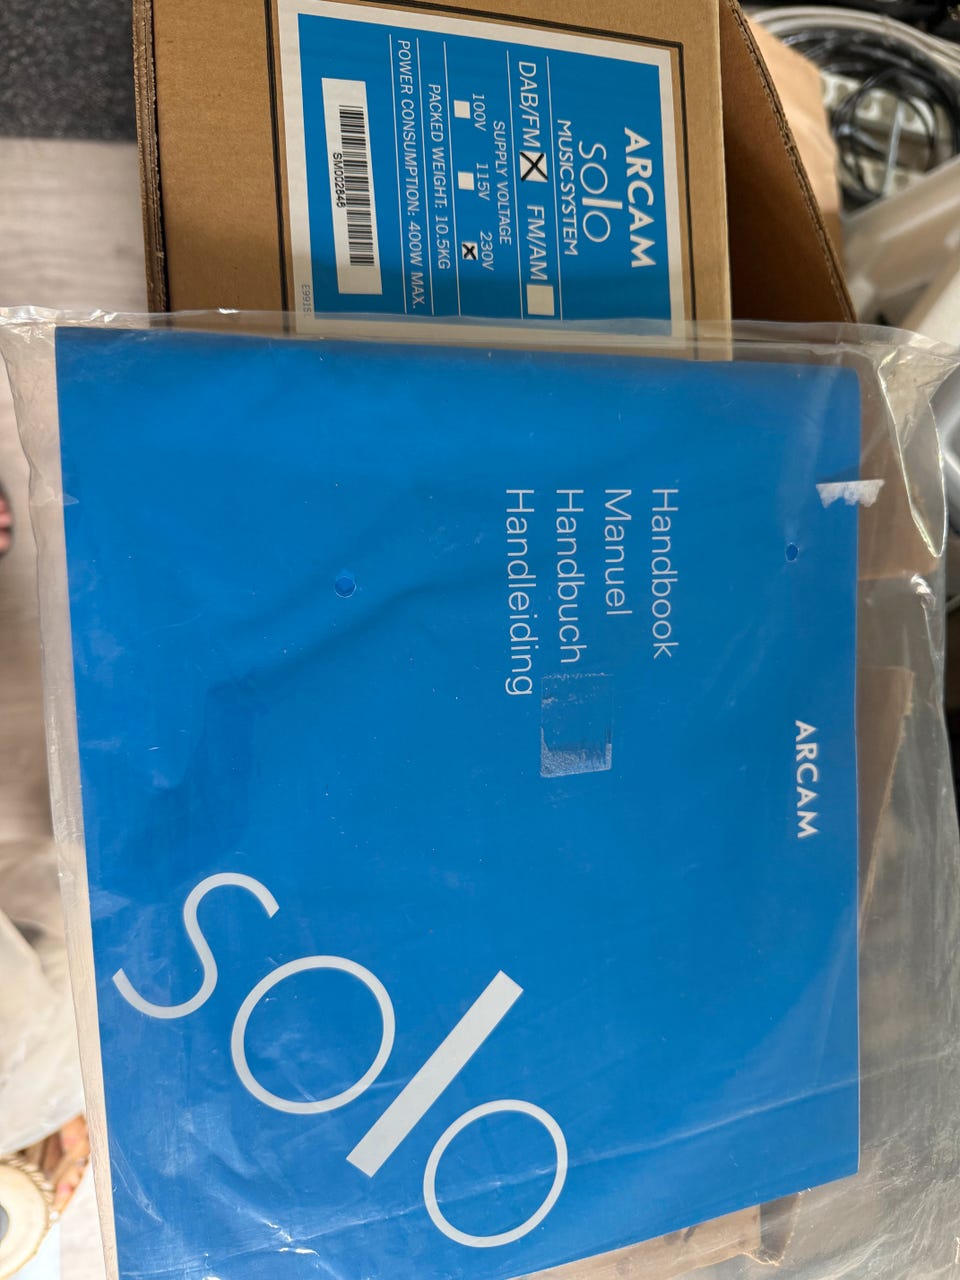 ARCAM
solo
MUSIC SYSTEM
DAB/FM FM/AM
SUPPLY VOLTAGE
100V 115V 230V
PACKED WEIGHT: 10.5KG
POWER CONSUMPTION: 400W MAX.
SM002848
ARCAM
Handbook
Manuel
Handbuch
Handleiding
solo